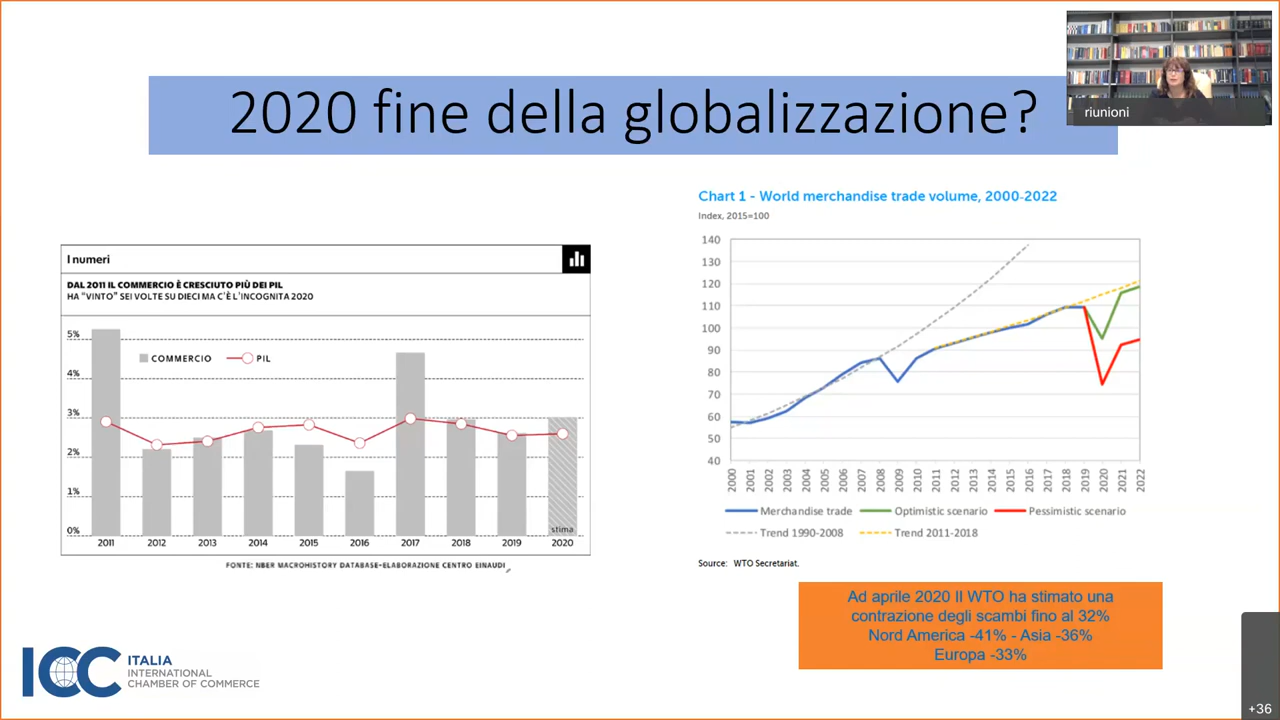 2020 fine della globalizzazione?
riunioni
I numeri
DAL 2011 IL COMMERCIO È CRESCIUTO PIÙ DEI PIL
HA "VINTO" SEI VOLTE SU DIECI MA C'È L'INCOGNITA 2020
5%
COMMERCIO PIL
4%
3%
2%
1%
0%
stima
2011 2012 2013 2014 2015 2016 2017 2018 2019 2020
FONTE: NBER MACROHISTORY DATABASE-ELABORAZIONE CENTRO EINAUDI
Chart 1 - World merchandise trade volume, 2000-2022
Index, 2015=100
140
130
120
110
100
90
80
70
60
50
40
2000 2001 2002 2003 2004 2005 2006 2007 2008 2009 2010 2011 2012 2013 2014 2015 2016 2017 2018 2019 2020 2021 2022
Merchandise trade Optimistic scenario Pessimistic scenario
Trend 1990-2008 Trend 2011-2018
Source: WTO Secretariat.
Ad aprile 2020 Il WTO ha stimato una
contrazione degli scambi fino al 32%
Nord America -41% - Asia -36%
Europa -33%
ICC ITALIA
INTERNATIONAL
CHAMBER OF COMMERCE
+36